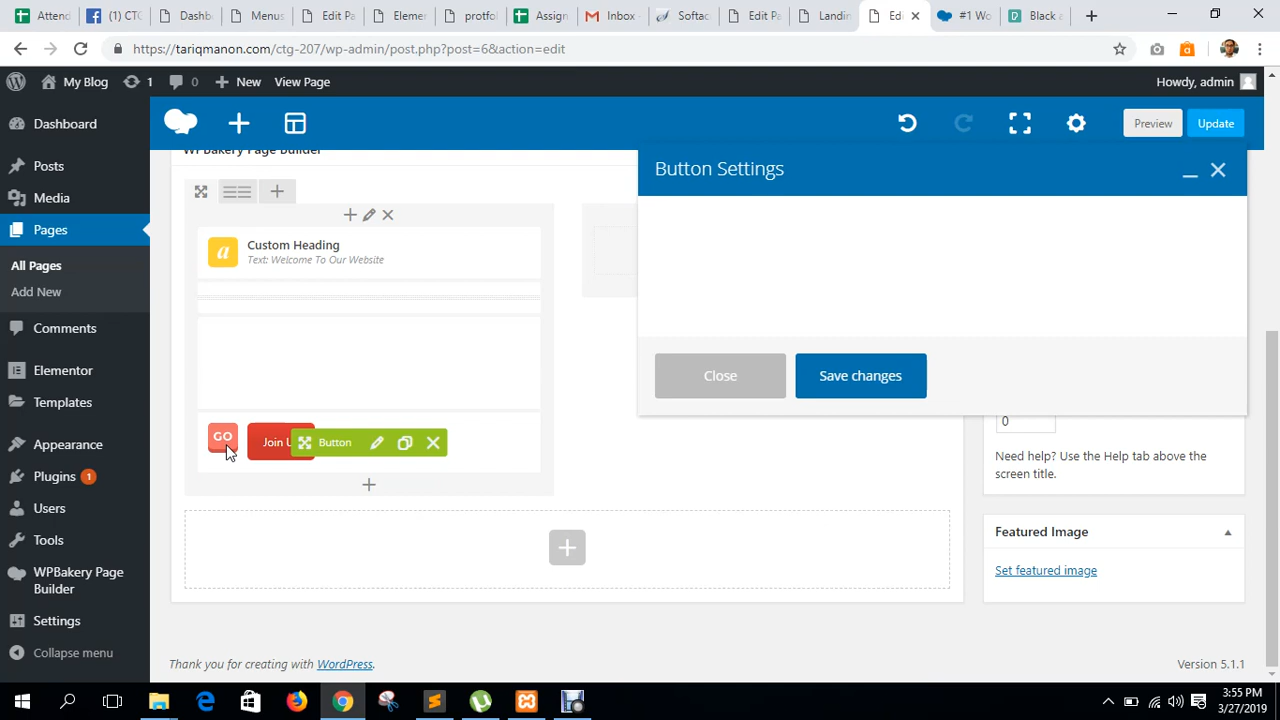 Attend
(1) CTC
Dashb
Menus
Edit Pa
Elemer
protfol
Assign
Inbox -
Softac
Edit Pa
Landin
Edi
#1 Wo
Black a
https://tariqmanon.com/ctg-207/wp-admin/post.php?post=6&action=edit
My Blog
1
0
New
View Page
Howdy, admin
Dashboard
Posts
Media
Pages
All Pages
Add New
Comments
Elementor
Templates
Appearance
Plugins 1
Users
Tools
WPBakery Page
Builder
Settings
Collapse menu
Preview
Update
WPBakery Page Builder
Custom Heading
Text: Welcome To Our Website
GO
Join U
Button
Button Settings
Close
Save changes
0
Need help? Use the Help tab above the
screen title.
Featured Image
Set featured image
Thank you for creating with WordPress.
Version 5.1.1
3:55 PM
3/27/2019